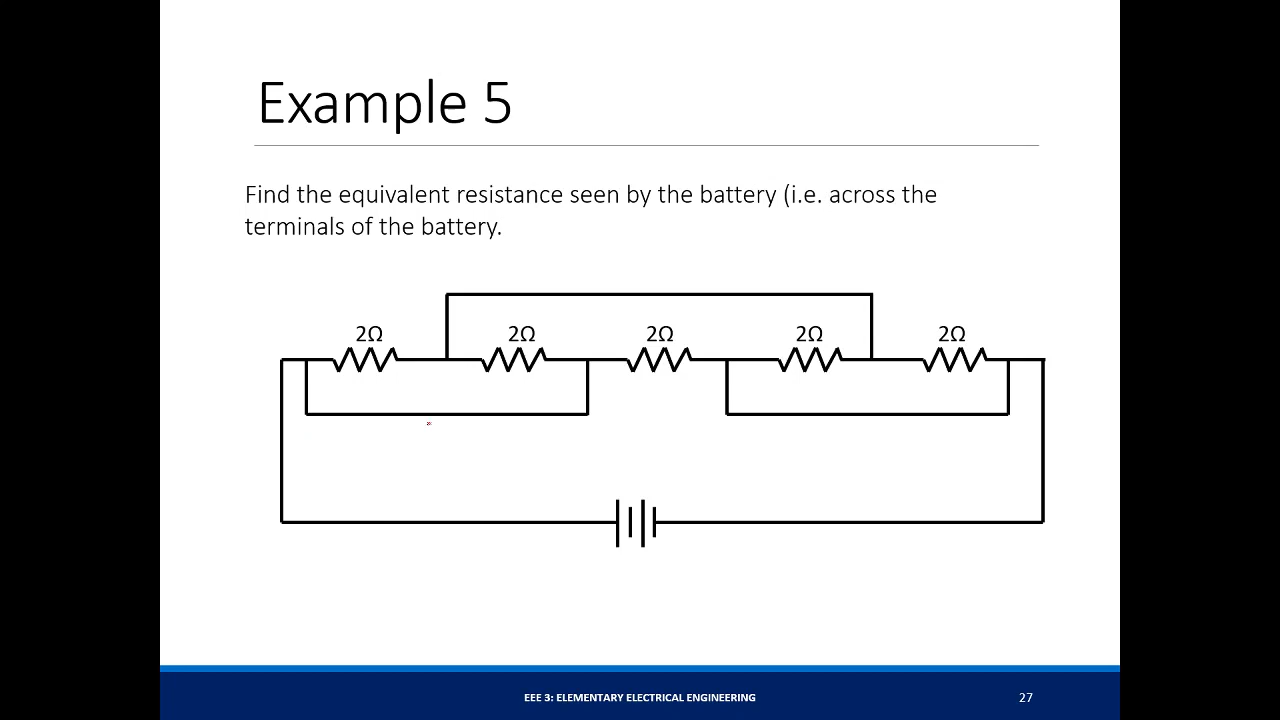 Example 5
Find the equivalent resistance seen by the battery (i.e. across the
terminals of the battery.
2Ω 2Ω 2Ω 2Ω 2Ω
EEE 3: ELEMENTARY ELECTRICAL ENGINEERING 27